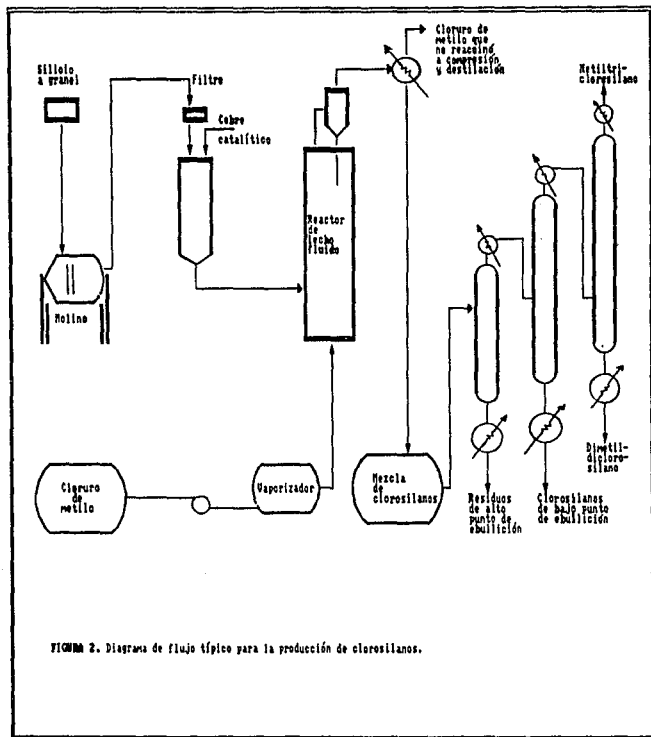 Cloruro de
metilo que
no reaccionó
a compresión
y destilación
Metiltri-
clorosilano
Sililolo
a granel
Filtro
Cobre
catalítico
Reactor
de
lecho
fluido
Molino
Cloruro
de
metilo
Vaporizador
Mezcla
de
clorosilanos
Residuos
de alto
punto de
ebullición
Clorosilanos
de bajo punto
de ebullición
Dimetil-
dicloro-
silano
FIGURA 2. Diagrama de flujo típico para la producción de clorosilanos.